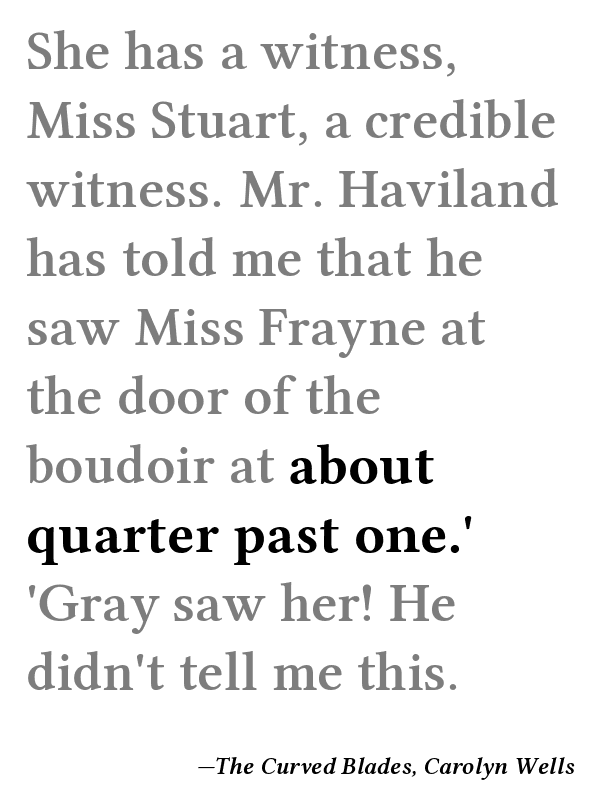 She has a witness,
Miss Stuart, a credible
witness. Mr. Haviland
has told me that he
saw Miss Frayne at
the door of the
boudoir at about
quarter past one.'
'Gray saw her! He
didn't tell me this.
—The Curved Blades, Carolyn Wells